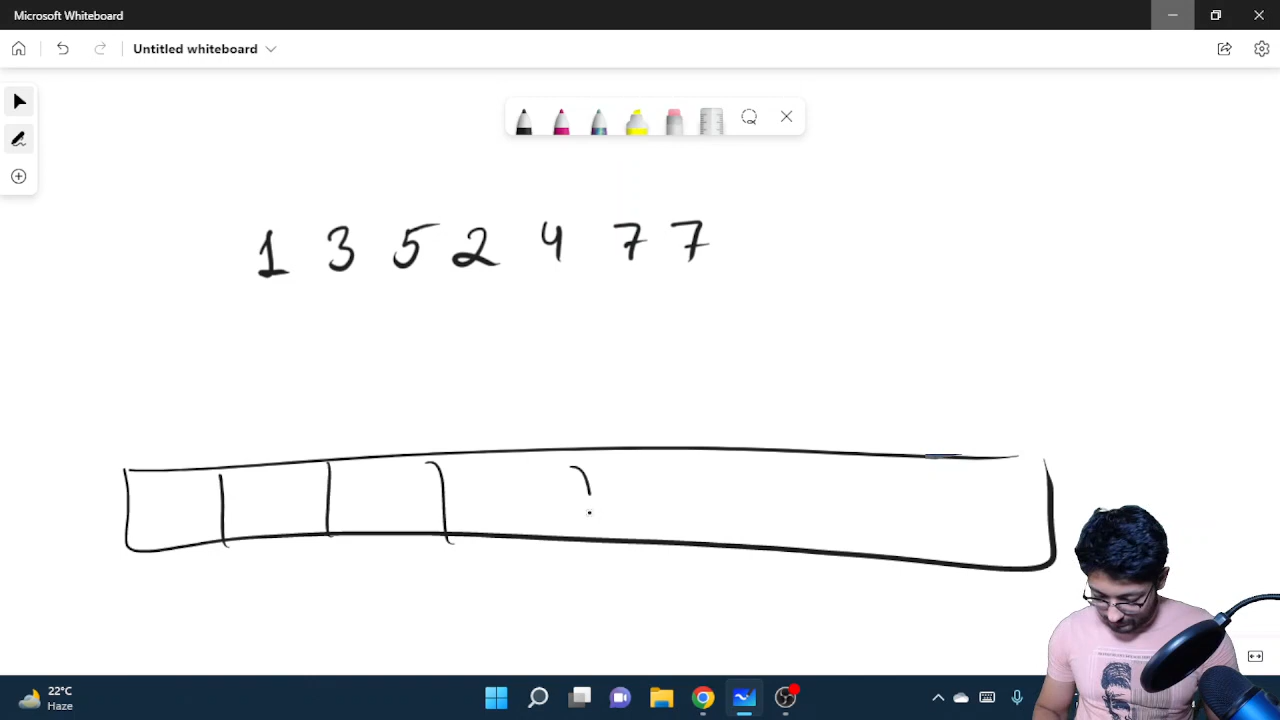 Microsoft Whiteboard
Untitled whiteboard
1 3 5 2 4 7 7
22°C
Haze